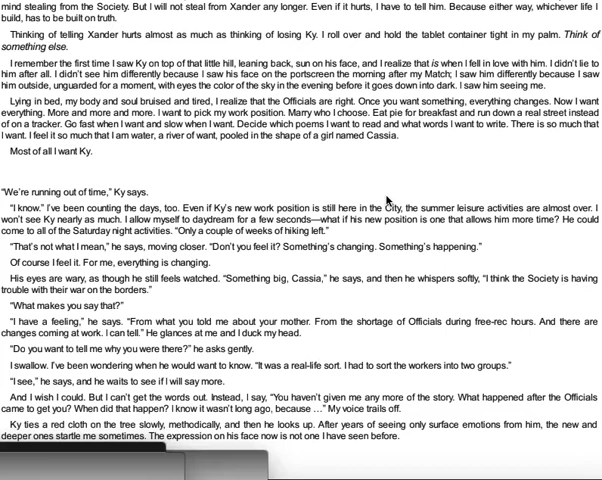 mind stealing from the Society. But I will not steal from Xander any longer. Even if it hurts, I have to tell him. Because either way, whichever life I
build, has to be built on truth.
Thinking of telling Xander hurts almost as much as thinking of losing Ky. I roll over and hold the tablet container tight in my palm. Think of
something else.
I remember the first time I saw Ky on top of that little hill, leaning back, sun on his face, and I realize that is when I fell in love with him. I didn't lie to
him after all. I didn't see him differently because I saw his face on the portscreen the morning after my Match; I saw him differently because I saw
him outside, unguarded for a moment, with eyes the color of the sky in the evening before it goes down into dark. I saw him seeing me.
Lying in bed, my body and soul bruised and tired, I realize that the Officials are right. Once you want something, everything changes. Now I want
everything. More and more and more. I want to pick my work position. Marry who I choose. Eat pie for breakfast and run down a real street instead
of on a tracker. Go fast when I want and slow when I want. Decide which poems I want to read and what words I want to write. There is so much that
I want. I feel it so much that I am water, a river of want, pooled in the shape of a girl named Cassia.
Most of all I want Ky.
“We’re running out of time,” Ky says.
“I know.” I’ve been counting the days, too. Even if Ky’s new work position is still here in the City, the summer leisure activities are almost over. I
won’t see Ky nearly as much. I allow myself to daydream for a few seconds—what if his new position is one that allows him more time? He could
come to all of the Saturday night activities. “Only a couple of weeks of hiking left.”
“That’s not what I mean,” he says, moving closer. “Don’t you feel it? Something’s changing. Something’s happening.”
Of course I feel it. For me, everything is changing.
His eyes are wary, as though he still feels watched. “Something big, Cassia,” he says, and then he whispers softly, “I think the Society is having
trouble with their war on the borders.”
“What makes you say that?”
“I have a feeling,” he says. “From what you told me about your mother. From the shortage of Officials during free-rec hours. And there are
changes coming at work. I can tell.” He glances at me and I duck my head.
“Do you want to tell me why you were there?” he asks gently.
I swallow. I’ve been wondering when he would want to know. “It was a real-life sort. I had to sort the workers into two groups.”
“I see,” he says, and he waits to see if I will say more.
And I wish I could. But I can’t get the words out. Instead, I say, “You haven’t given me any more of the story. What happened after the Officials
came to get you? When did that happen? I know it wasn’t long ago, because …” My voice trails off.
Ky ties a red cloth on the tree slowly, methodically, and then he looks up. After years of seeing only surface emotions from him, the new and
deeper ones startle me sometimes. The expression on his face now is not one I have seen before.